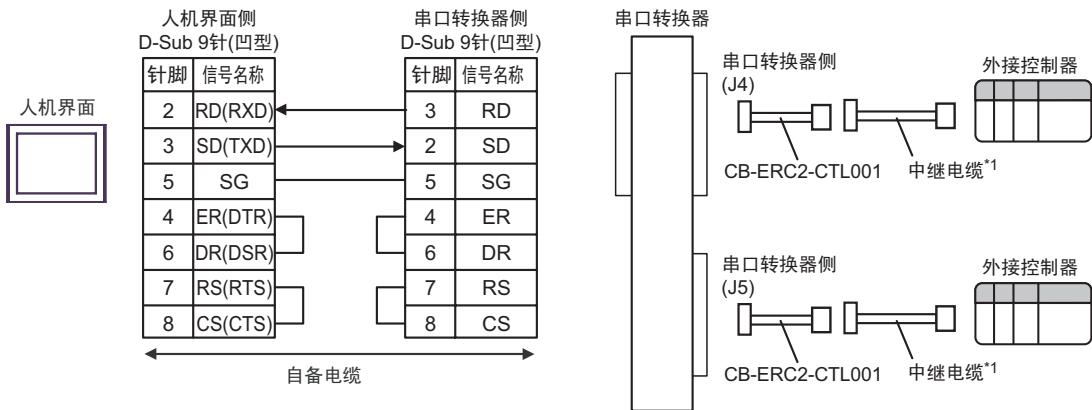 人机界面
人机界面侧
D-Sub 9针(凹型)
针脚 信号名称
2 RD(RXD)
3 SD(TXD)
5 SG
4 ER(DTR)
6 DR(DSR)
7 RS(RTS)
8 CS(CTS)
串口转换器侧
D-Sub 9针(凹型)
针脚 信号名称
3 RD
2 SD
5 SG
4 ER
6 DR
7 RS
8 CS
自备电缆
串口转换器
串口转换器侧
(J4)
CB-ERC2-CTL001
中继电缆*1
外接控制器
串口转换器侧
(J5)
CB-ERC2-CTL001
中继电缆*1
外接控制器